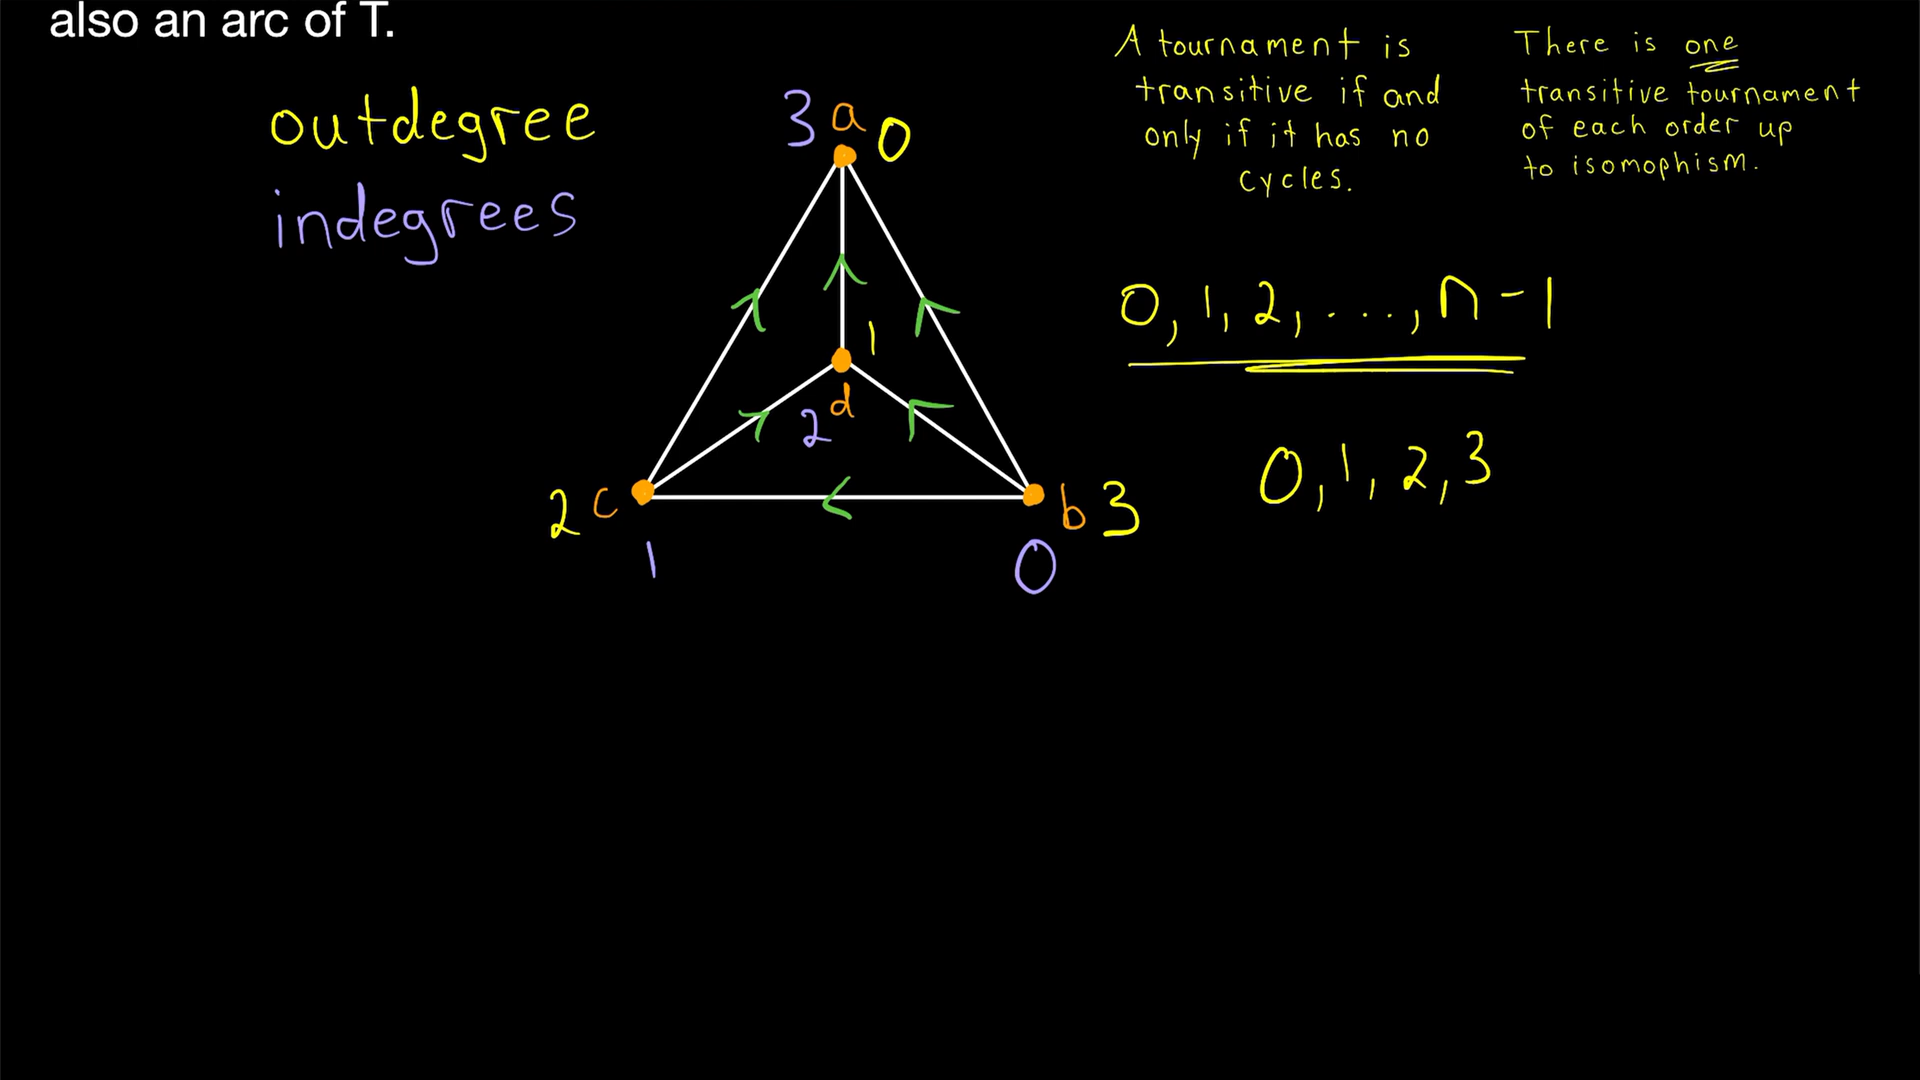 also an arc of T.
outdegree
indegrees
3 a 0
1
d
2
2 c
1
b 3
0
A tournament is
transitive if and
only if it has no
cycles.
There is one
transitive tournament
of each order up
to isomophism.
0, 1, 2, ..., n-1
0, 1, 2, 3